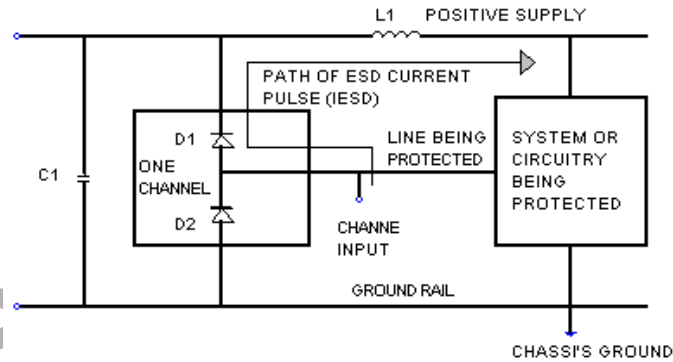 L1 POSITIVE SUPPLY
PATH OF ESD CURRENT
PULSE (IESD)
D1
ONE
CHANNEL
D2
C1
LINE BEING
PROTECTED
SYSTEM OR
CIRCUITRY
BEING
PROTECTED
CHANNE
INPUT
GROUND RAIL
CHASSI'S GROUND